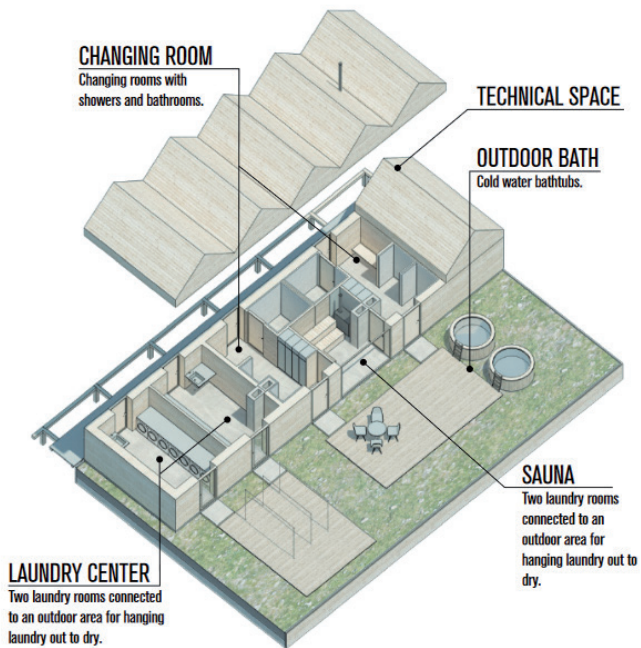 CHANGING ROOM
Changing rooms with
showers and bathrooms.
TECHNICAL SPACE
OUTDOOR BATH
Cold water bathtubs.
SAUNA
Two laundry rooms
connected to an
outdoor area for
hanging laundry out to
dry.
LAUNDRY CENTER
Two laundry rooms connected
to an outdoor area for hanging
laundry out to dry.